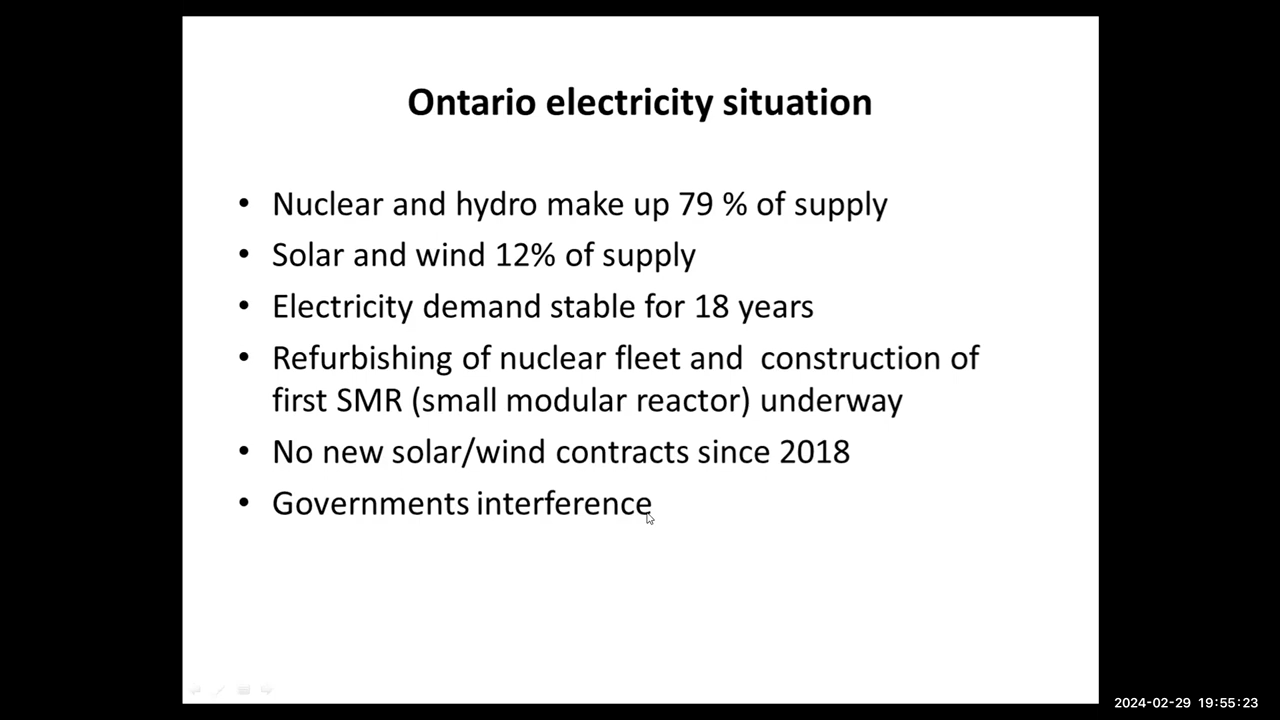 Ontario electricity situation
• Nuclear and hydro make up 79 % of supply
• Solar and wind 12% of supply
• Electricity demand stable for 18 years
• Refurbishing of nuclear fleet and  construction of
first SMR (small modular reactor) underway
• No new solar/wind contracts since 2018
• Governments interference
2024-02-29 19:55:23